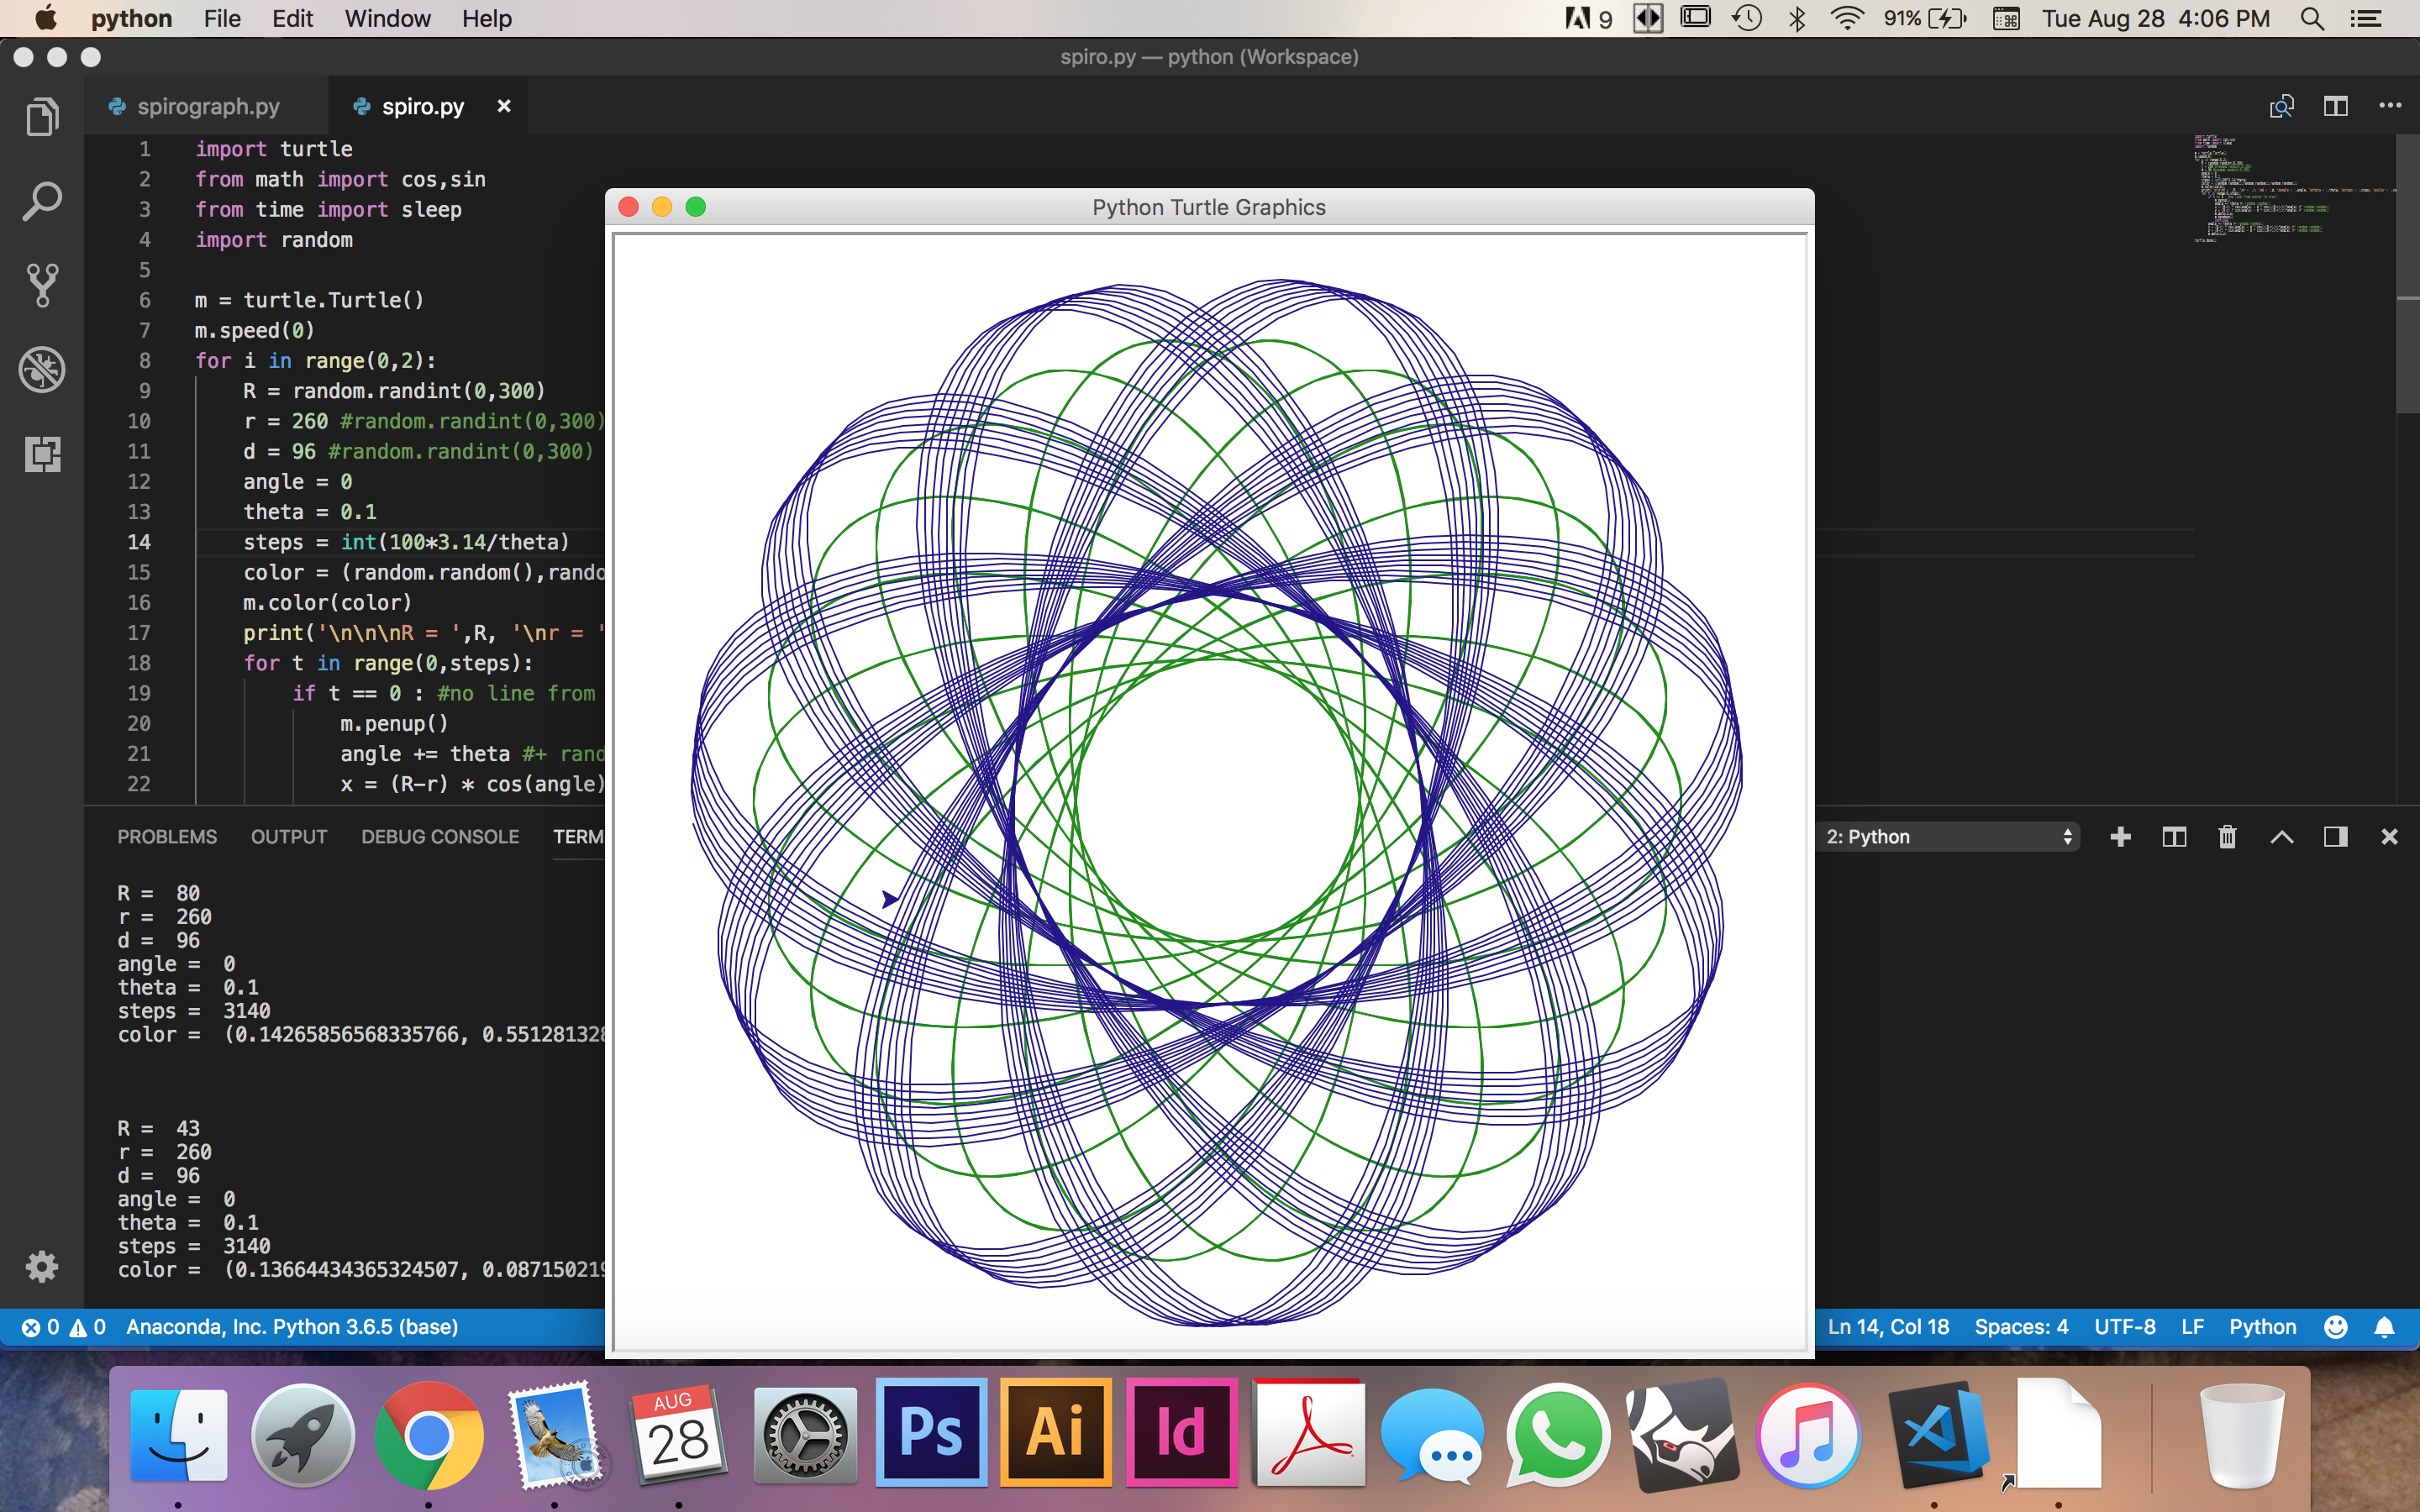 python File Edit Window Help 9 91% Tue Aug 28 4:06 PM
spiro.py — python (Workspace)
spirograph.py spiro.py
1 import turtle
2 from math import cos,sin
3 from time import sleep
4 import random
5
6 m = turtle.Turtle()
7 m.speed(0)
8 for i in range(0,2):
9 R = random.randint(0,300)
10 r = 260 #random.randint(0,300)
11 d = 96 #random.randint(0,300)
12 angle = 0
13 theta = 0.1
14 steps = int(100*3.14/theta)
15 color = (random.random(),rando
16 m.color(color)
17 print('\n\n\nR = ',R, '\nr = '
18 for t in range(0,steps):
19 if t == 0 : #no line from
20 m.penup()
21 angle += theta #+ rand
22 x = (R-r) * cos(angle)
Python Turtle Graphics
PROBLEMS OUTPUT DEBUG CONSOLE TERM
2: Python
R = 80
r = 260
d = 96
angle = 0
theta = 0.1
steps = 3140
color = (0.14265856568335766, 0.551281328
R = 43
r = 260
d = 96
angle = 0
theta = 0.1
steps = 3140
color = (0.13664434365324507, 0.087150219
0 0 Anaconda, Inc. Python 3.6.5 (base)
Ln 14, Col 18 Spaces: 4 UTF-8 LF Python
AUG
28
Ps
Ai
Id